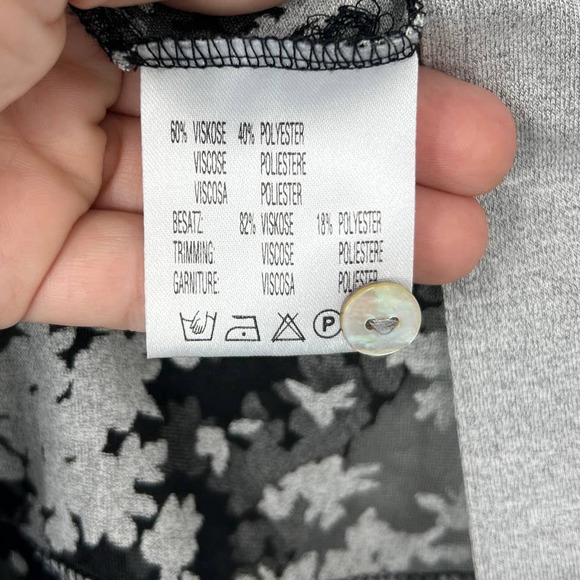 60% VISKOSE 40% POLYESTER
VISCOSE POLIESTERE
VISCOSA POLIESTER
BESATZ: 82% VISKOSE 18% POLYESTER
TRIMMING: VISCOSE POLIESTERE
GARNITURE: VISCOSA POLIESTER
P